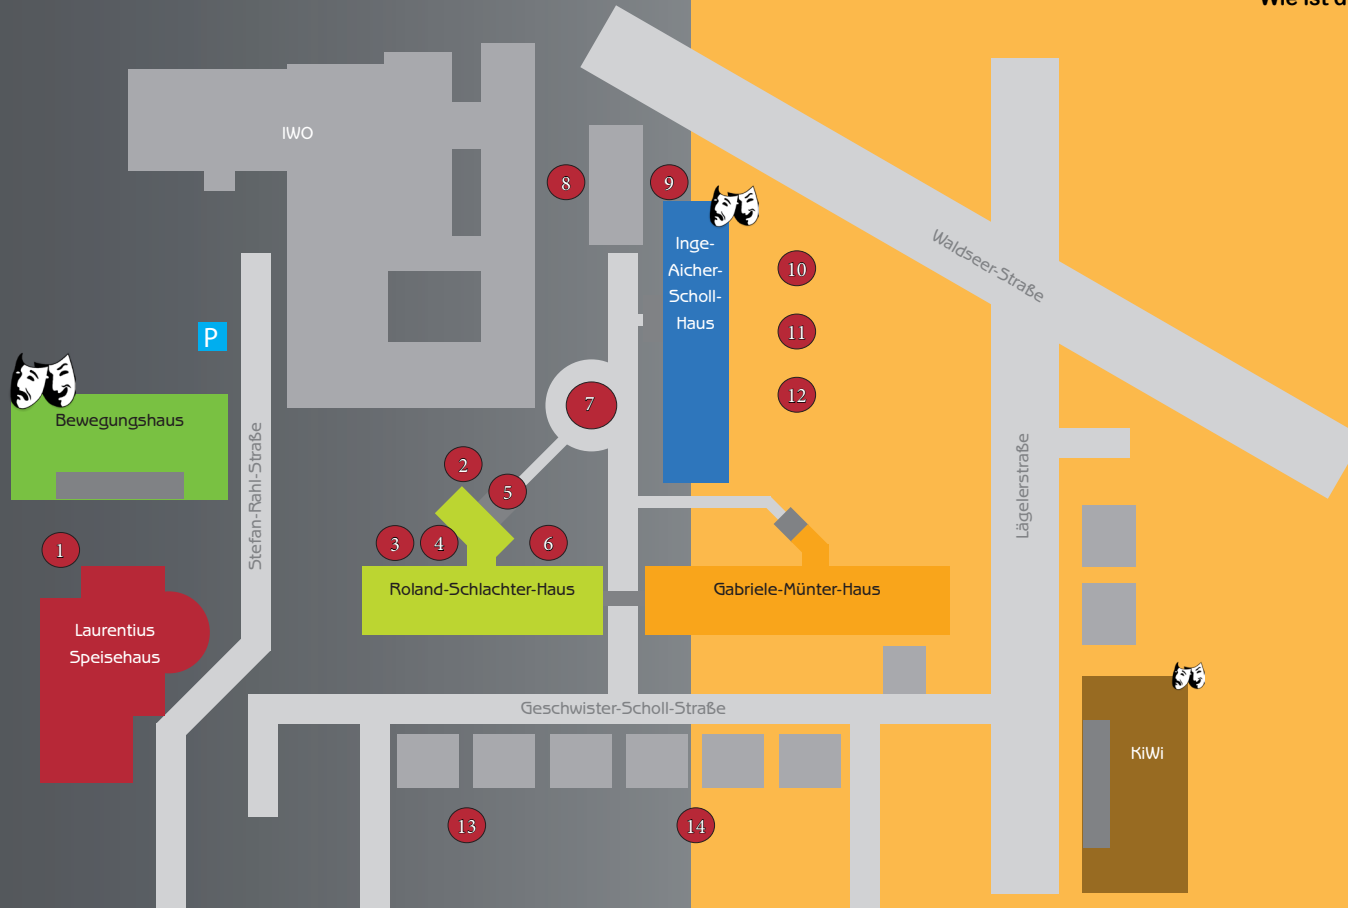 Wie ist d
IWO
8
9
Inge-
Aicher-
Scholl-
Haus
10
11
12
Waldseer-Straße
P
Bewegungshaus
Stefan-Rahl-Straße
7
2
5
3
4
6
1
Lägelerstraße
Roland-Schlachter-Haus
Gabriele-Münter-Haus
Laurentius
Speisehaus
Geschwister-Scholl-Straße
KiWi
13
14